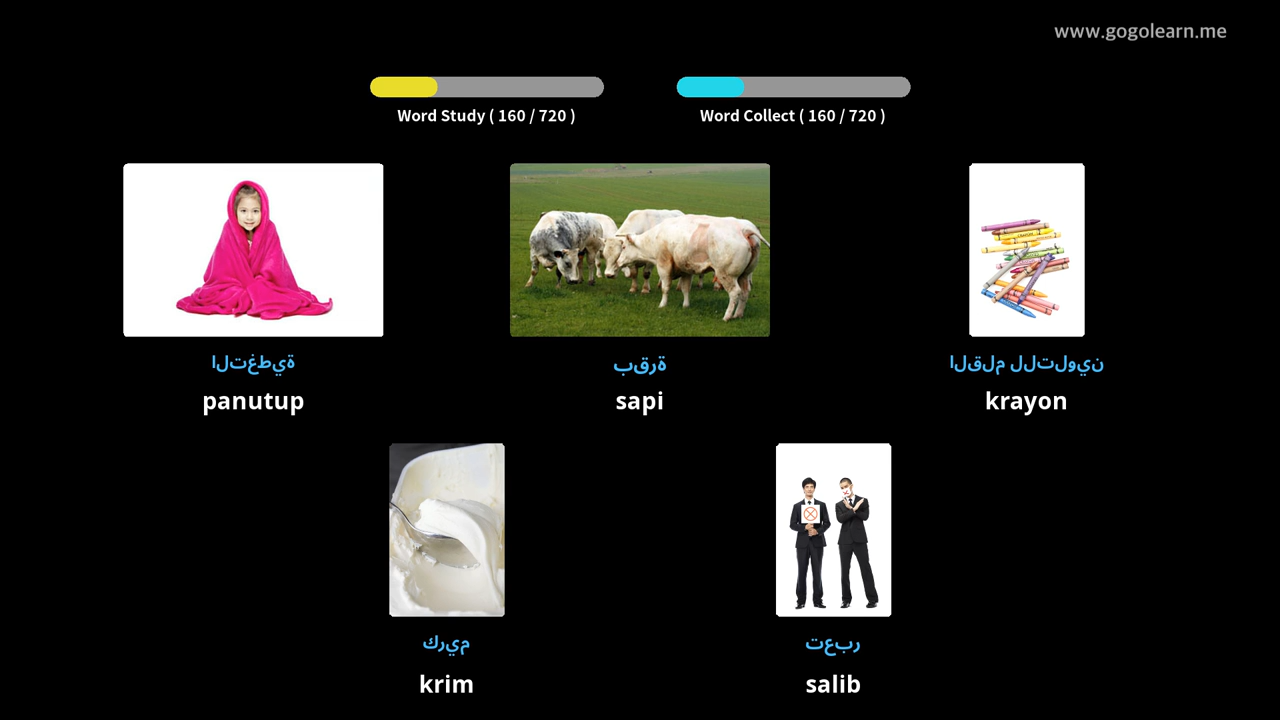 www.gogolearn.me
Word Study ( 160 / 720 )
Word Collect ( 160 / 720 )
التغطية
panutup
بقرة
sapi
القلم للتلوين
krayon
كريم
krim
تعبر
salib